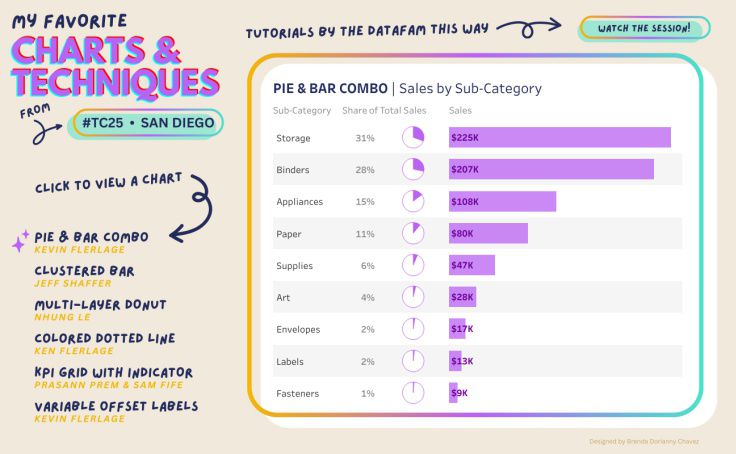 MY FAVORITE
CHARTS &
TECHNIQUES
FROM
#TC25 • SAN DIEGO
CLICK TO VIEW A CHART
PIE & BAR COMBO
KEVIN FLERLAGE
CLUSTERED BAR
JEFF SHAFFER
MULTI-LAYER DONUT
NHUNG LE
COLORED DOTTED LINE
KEN FLERLAGE
KPI GRID WITH INDICATOR
PRASANN PREM & SAM FIFE
VARIABLE OFFSET LABELS
KEVIN FLERLAGE
TUTORIALS BY THE DATAFAM THIS WAY
WATCH THE SESSION!
PIE & BAR COMBO | Sales by Sub-Category
Sub-Category Share of Total Sales Sales
Storage 31% $225K
Binders 28% $207K
Appliances 15% $108K
Paper 11% $80K
Supplies 6% $47K
Art 4% $28K
Envelopes 2% $17K
Labels 2% $13K
Fasteners 1% $9K
Designed by Brenda Dorianny Chavez